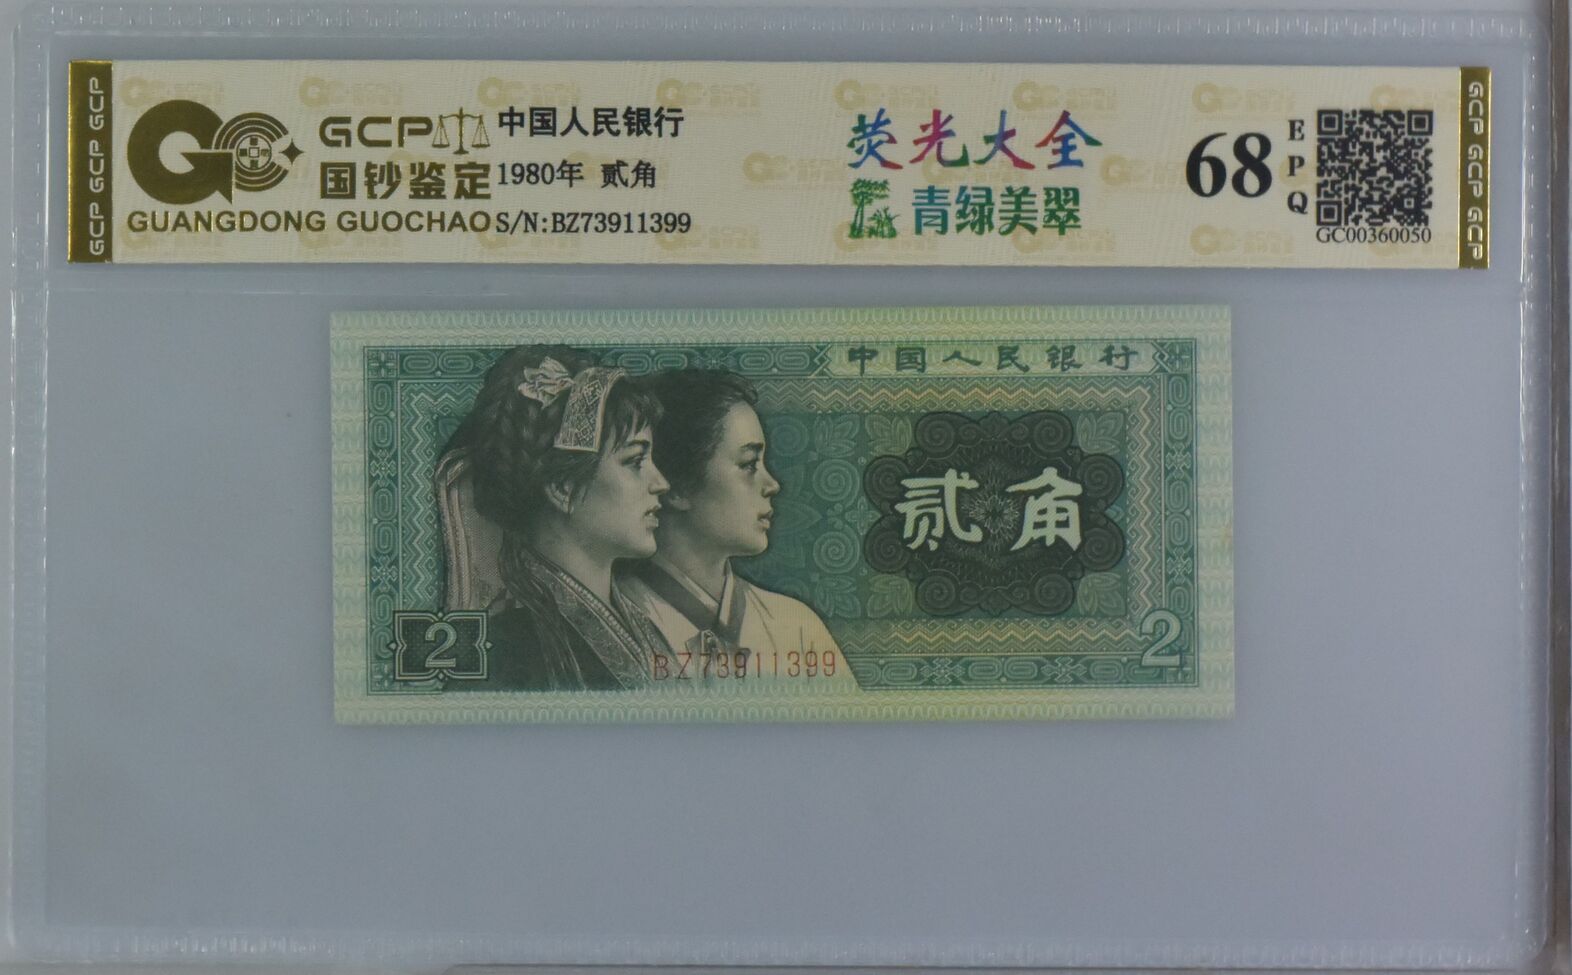 GCP GCP GCP
GCP
国钞鉴定
GUANGDONG GUOCHAO
中国人民银行
1980年 贰角
S/N:BZ73911399
荧光大全
青绿美翠
68
EPQ
GC00360050
GCP GCP GCP
中国人民银行
贰角
2
BZ73911399
2